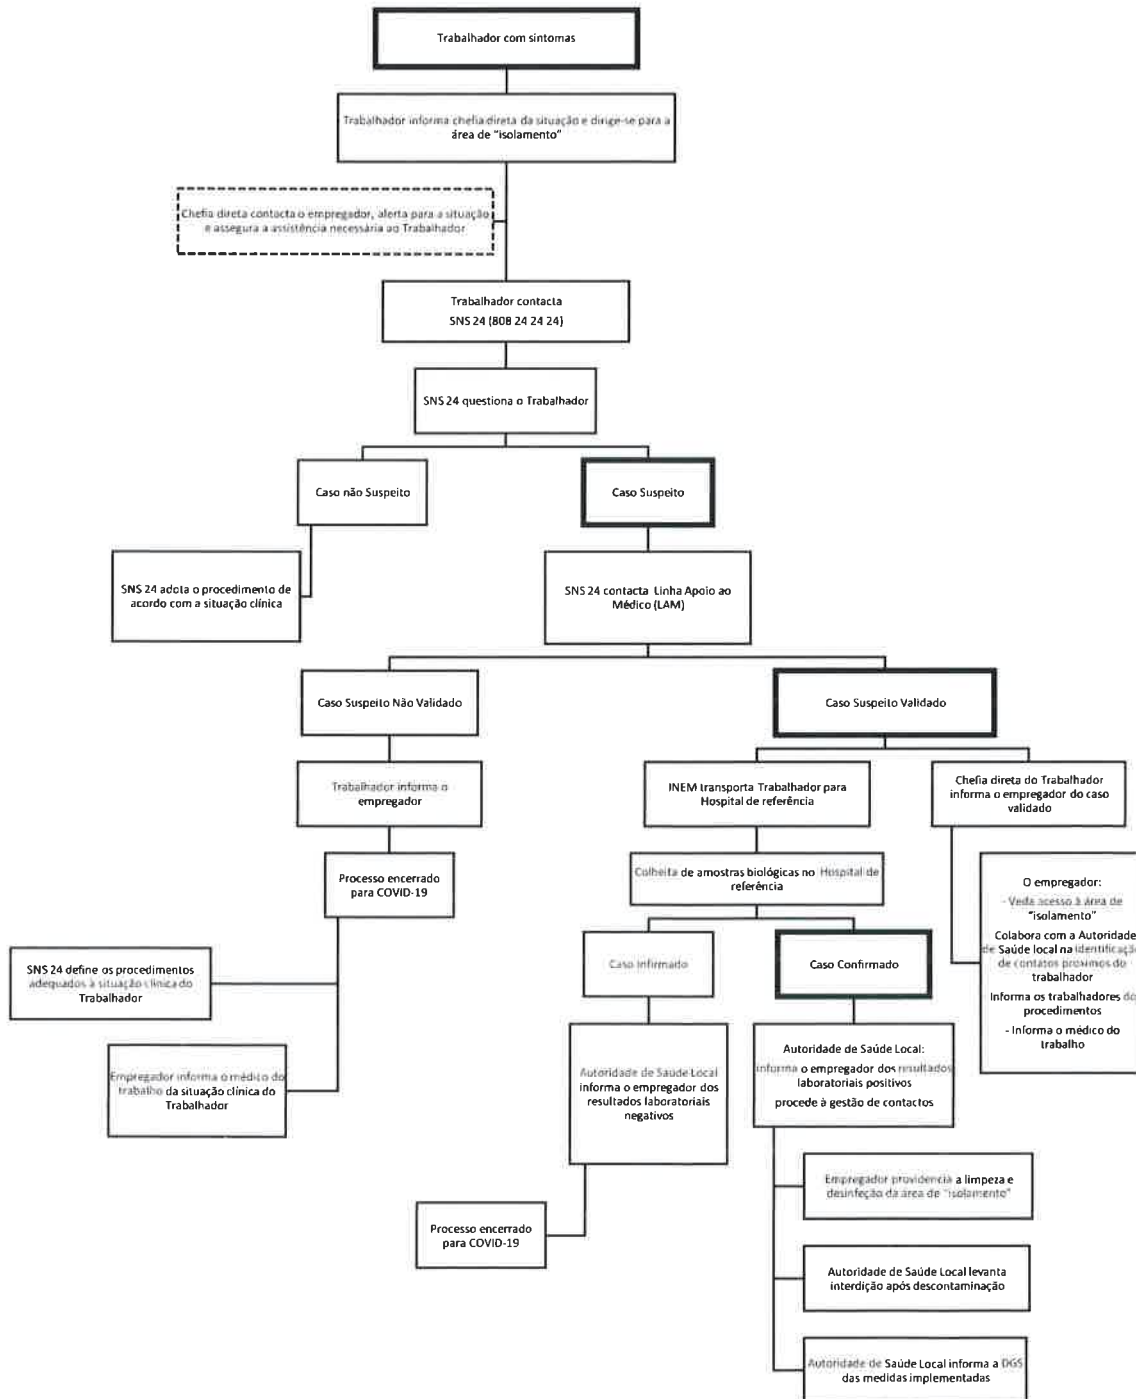 Trabalhador com sintomas
Trabalhador informa chefia direta da situação e dirige-se para a
área de "isolamento"
Chefia direta contacta o empregador, alerta para a situação
e assegura a assistência necessária ao Trabalhador
Trabalhador contacta
SNS 24 (808 24 24 24)
SNS 24 questiona o Trabalhador
Caso não Suspeito
Caso Suspeito
SNS 24 adota o procedimento de
acordo com a situação clínica
SNS 24 contacta Linha Apoio ao
Médico (LAM)
Caso Suspeito Não Validado
Caso Suspeito Validado
Trabalhador informa o
empregador
INEM transporta Trabalhador para
Hospital de referência
Chefia direta do Trabalhador
informa o empregador do caso
validado
Processo encerrado
para COVID-19
Colheita de amostras biológicas no Hospital de
referência
O empregador:
- Veda acesso à área de
"isolamento"
Colabora com a Autoridade
de Saúde local na identificação
de contatos próximos do
trabalhador
Informa os trabalhadores dos
procedimentos
- Informa o médico do
trabalho
SNS 24 define os procedimentos
adequados à situação clínica do
Trabalhador
Caso Infirmado
Caso Confirmado
Empregador informa o médico do
trabalho da situação clínica do
Trabalhador
Autoridade de Saúde Local
informa o empregador dos
resultados laboratoriais
negativos
Autoridade de Saúde Local:
informa o empregador dos resultados
laboratoriais positivos
procede à gestão de contactos
Empregador providencia a limpeza e
desinfeção da área de "isolamento"
Processo encerrado
para COVID-19
Autoridade de Saúde Local levanta
interdição após descontaminação
Autoridade de Saúde Local informa a DGS
das medidas implementadas